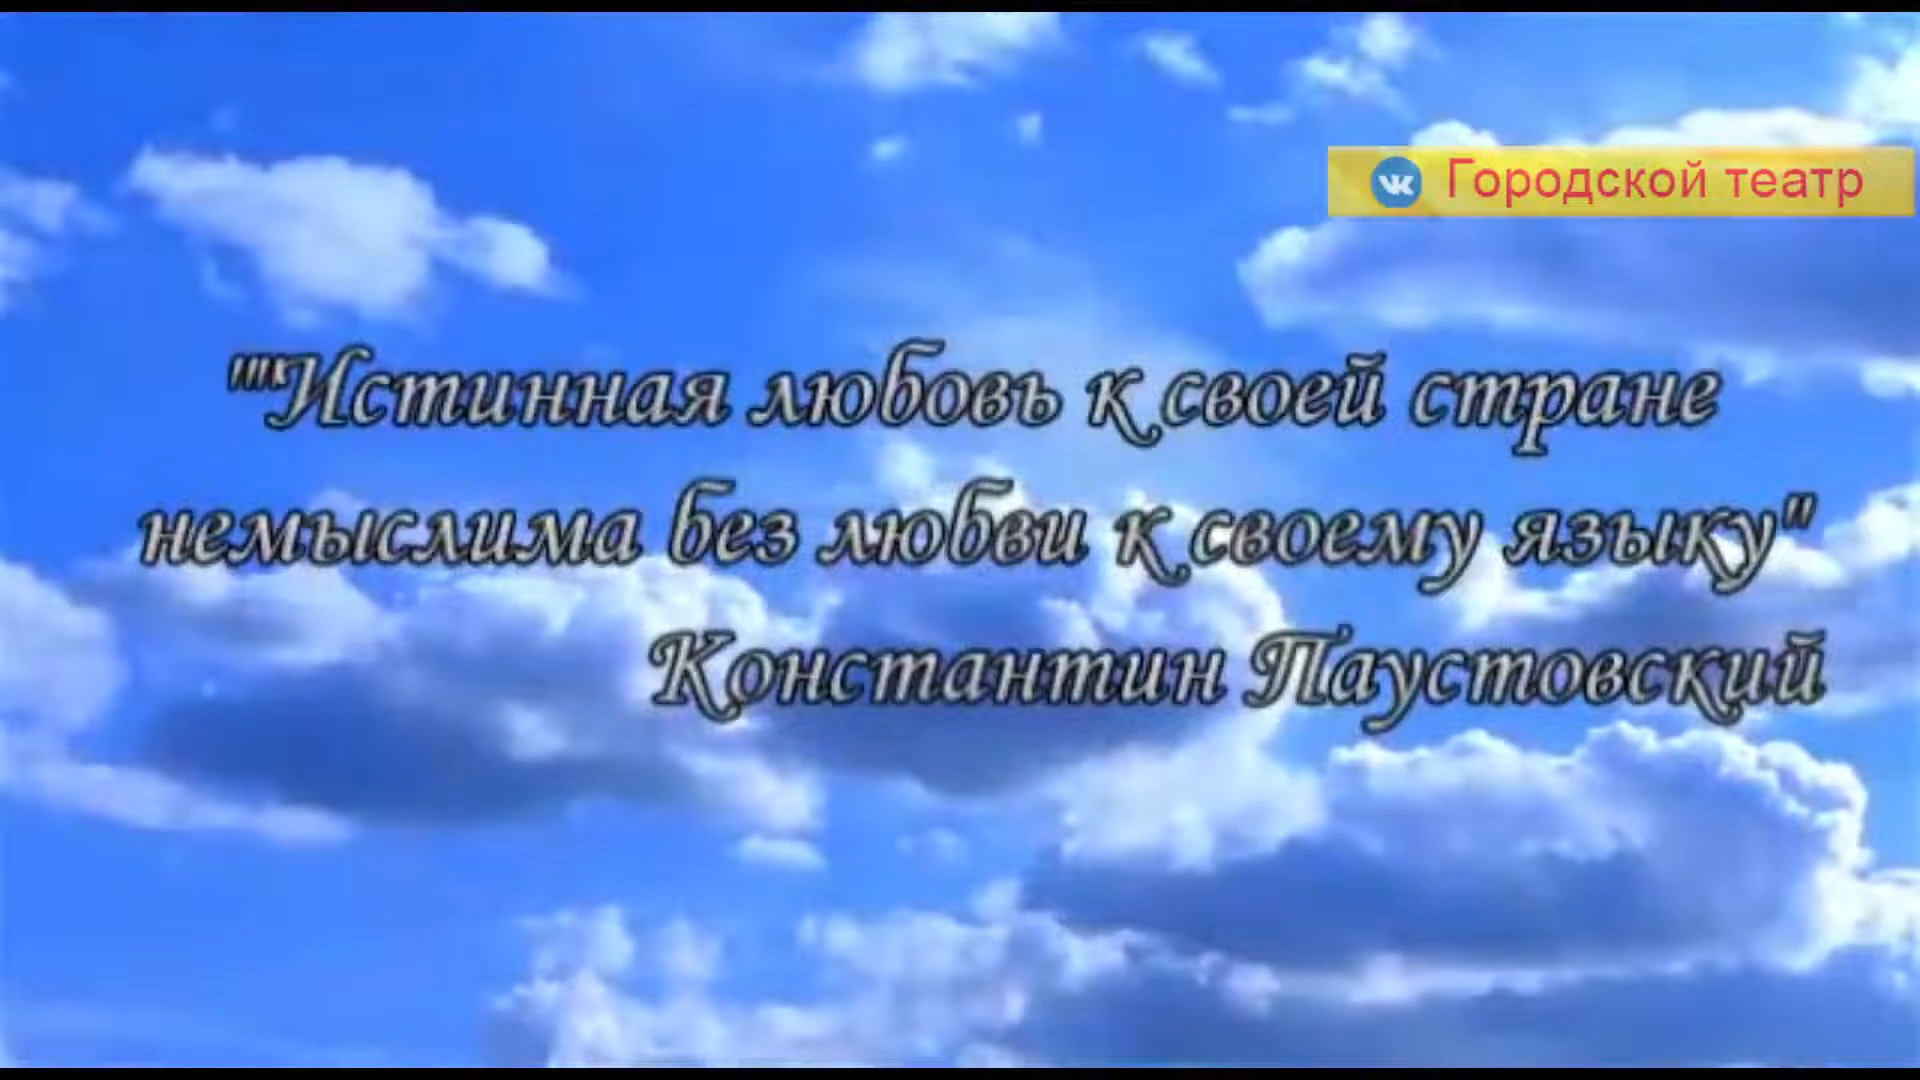 Городской театр
""Истинная любовь к своей стране
немыслима без любви к своему языку"
Константин Паустовский